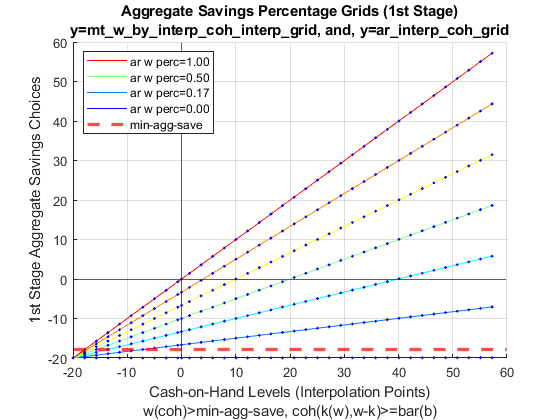 Aggregate Savings Percentage Grids (1st Stage)
y=mt_w_by_interp_coh_interp_grid, and, y=ar_interp_coh_grid
60
50
40
30
20
10
0
-10
-20
1st Stage Aggregate Savings Choices
ar w perc=1.00
ar w perc=0.50
ar w perc=0.17
ar w perc=0.00
min-agg-save
-20 -10 0 10 20 30 40 50 60
Cash-on-Hand Levels (Interpolation Points)
w(coh)>min-agg-save, coh(k(w),w-k)>=bar(b)